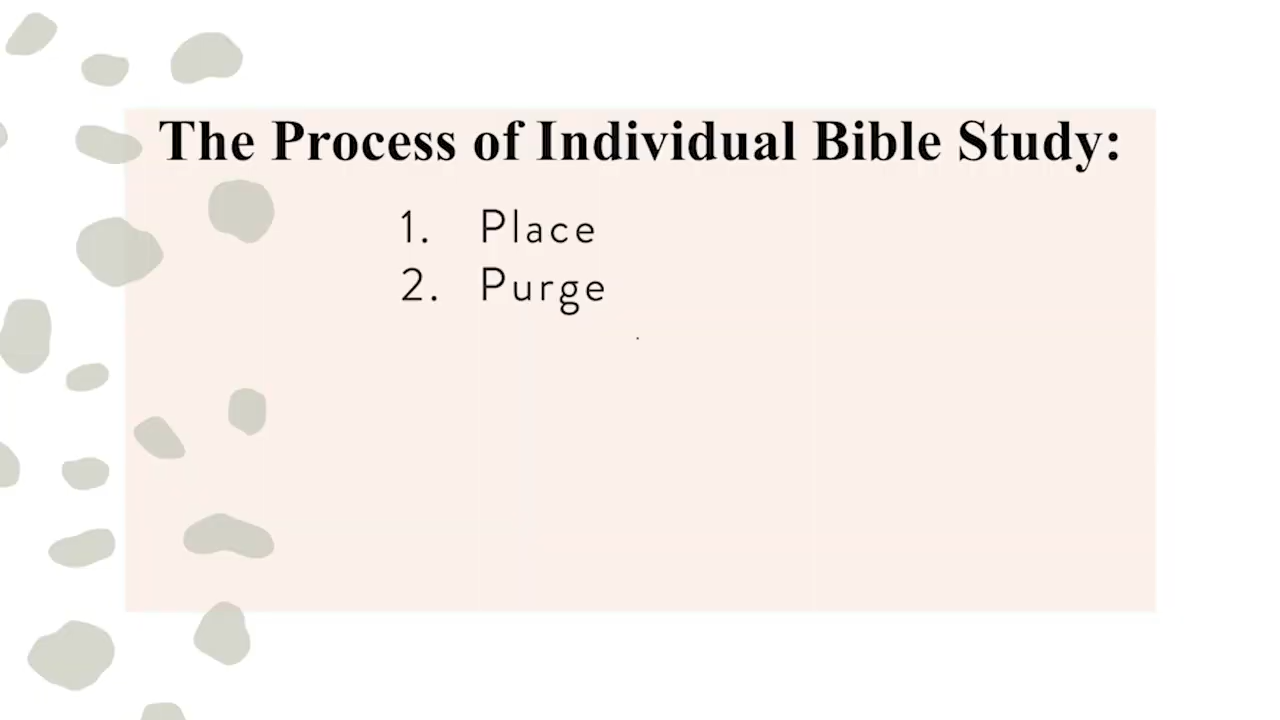 The Process of Individual Bible Study:
1. Place
2. Purge